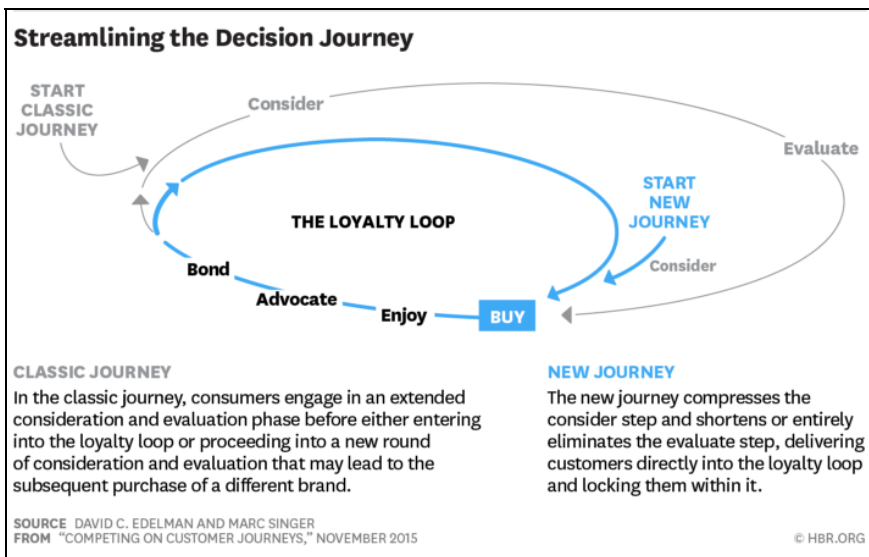 Streamlining the Decision Journey
START
CLASSIC
JOURNEY
Consider
Evaluate
START
NEW
JOURNEY
THE LOYALTY LOOP
Consider
Bond
Advocate
Enjoy
BUY
CLASSIC JOURNEY
In the classic journey, consumers engage in an extended
consideration and evaluation phase before either entering
into the loyalty loop or proceeding into a new round
of consideration and evaluation that may lead to the
subsequent purchase of a different brand.
NEW JOURNEY
The new journey compresses the
consider step and shortens or entirely
eliminates the evaluate step, delivering
customers directly into the loyalty loop
and locking them within it.
SOURCE DAVID C. EDELMAN AND MARC SINGER
FROM “COMPETING ON CUSTOMER JOURNEYS,” NOVEMBER 2015
© HBR.ORG